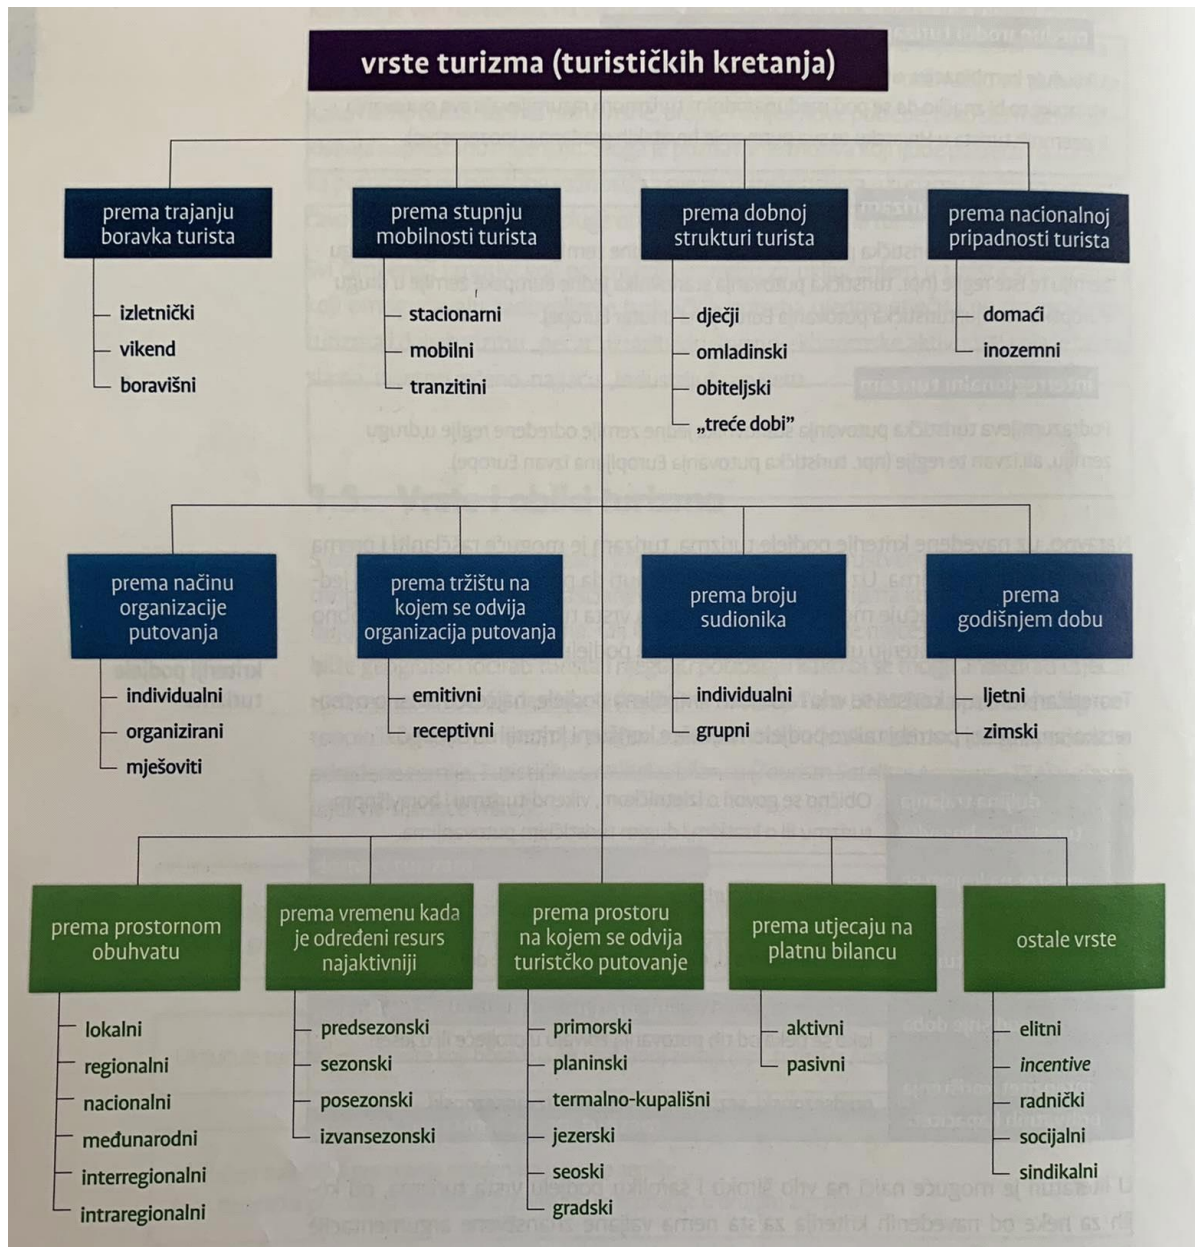 vrste turizma (turističkih kretanja)
prema trajanju
boravka turista
izletnički
vikend
boravišni
prema stupnju
mobilnosti turista
stacionarni
mobilni
tranzitini
prema dobnoj
strukturi turista
dječji
omladinski
obiteljski
„treće dobi”
prema nacionalnoj
pripadnosti turista
domaći
inozemni
prema načinu
organizacije
putovanja
individualni
organizirani
mješoviti
prema tržištu na
kojem se odvija
organizacija putovanja
emitivni
receptivni
prema broju
sudionika
individualni
grupni
prema
godišnjem dobu
ljetni
zimski
prema prostornom
obuhvatu
lokalni
regionalni
nacionalni
međunarodni
interregionalni
intraregionalni
prema vremenu kada
je određeni resurs
najaktivniji
predsezonski
sezonski
posezonski
izvansezonski
prema prostoru
na kojem se odvija
turistčko putovanje
primorski
planinski
termalno-kupališni
jezerski
seoski
gradski
prema utjecaju na
platnu bilancu
aktivni
pasivni
ostale vrste
elitni
incentive
radnički
socijalni
sindikalni